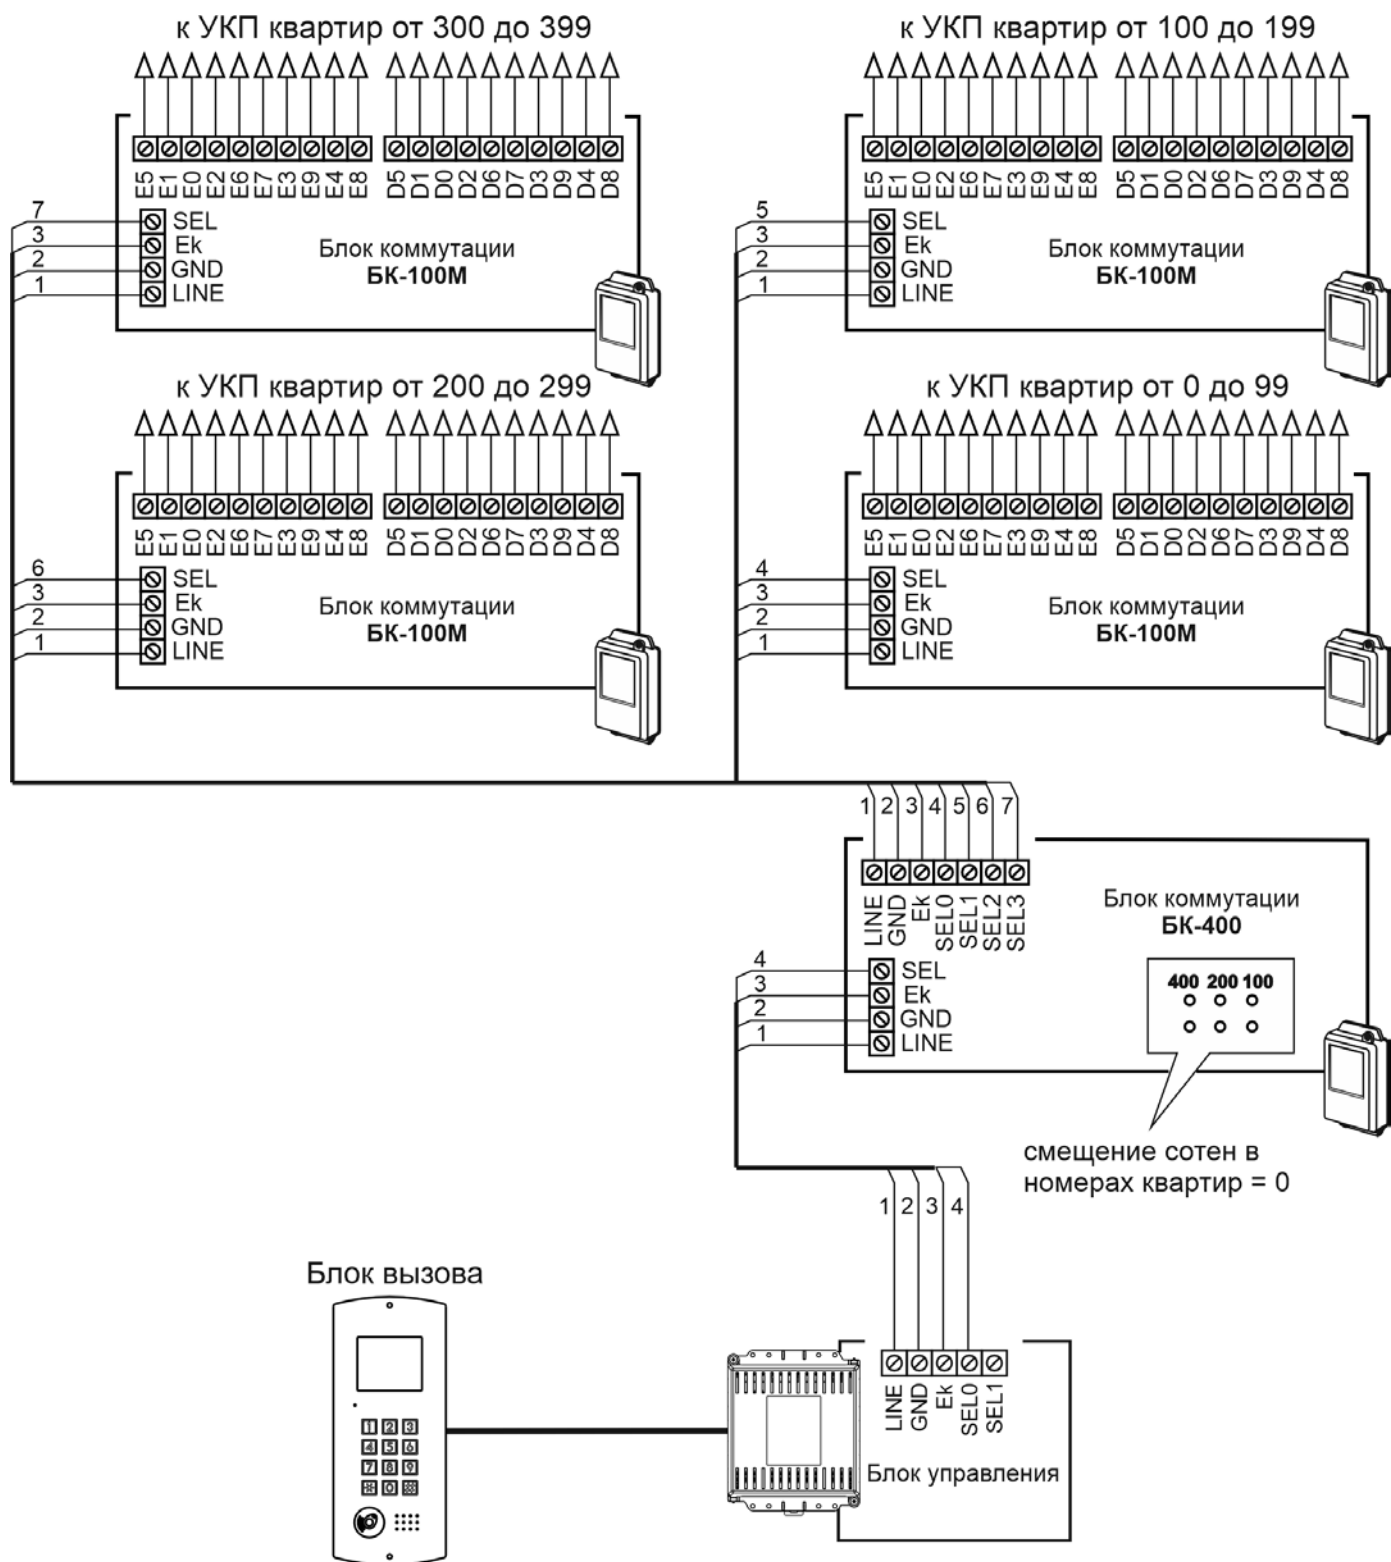 к УКП квартир от 300 до 399
E5 E1 E0 E2 E6 E7 E3 E9 E4 E8 D5 D1 D0 D2 D6 D7 D3 D9 D4 D8
7 SEL
3 Ek
2 GND
1 LINE
Блок коммутации
БК-100М
к УКП квартир от 100 до 199
E5 E1 E0 E2 E6 E7 E3 E9 E4 E8 D5 D1 D0 D2 D6 D7 D3 D9 D4 D8
5 SEL
3 Ek
2 GND
1 LINE
Блок коммутации
БК-100М
к УКП квартир от 200 до 299
E5 E1 E0 E2 E6 E7 E3 E9 E4 E8 D5 D1 D0 D2 D6 D7 D3 D9 D4 D8
6 SEL
3 Ek
2 GND
1 LINE
Блок коммутации
БК-100М
к УКП квартир от 0 до 99
E5 E1 E0 E2 E6 E7 E3 E9 E4 E8 D5 D1 D0 D2 D6 D7 D3 D9 D4 D8
4 SEL
3 Ek
2 GND
1 LINE
Блок коммутации
БК-100М
1 2 3 4 5 6 7
LINE GND Ek SEL0 SEL1 SEL2 SEL3
Блок коммутации
БК-400
4 SEL
3 Ek
2 GND
1 LINE
400 200 100
смещение сотен в
номерах квартир = 0
1 2 3 4
LINE GND Ek SEL0 SEL1
Блок управления
Блок вызова
1 2 3
4 5 6
7 8 9
0